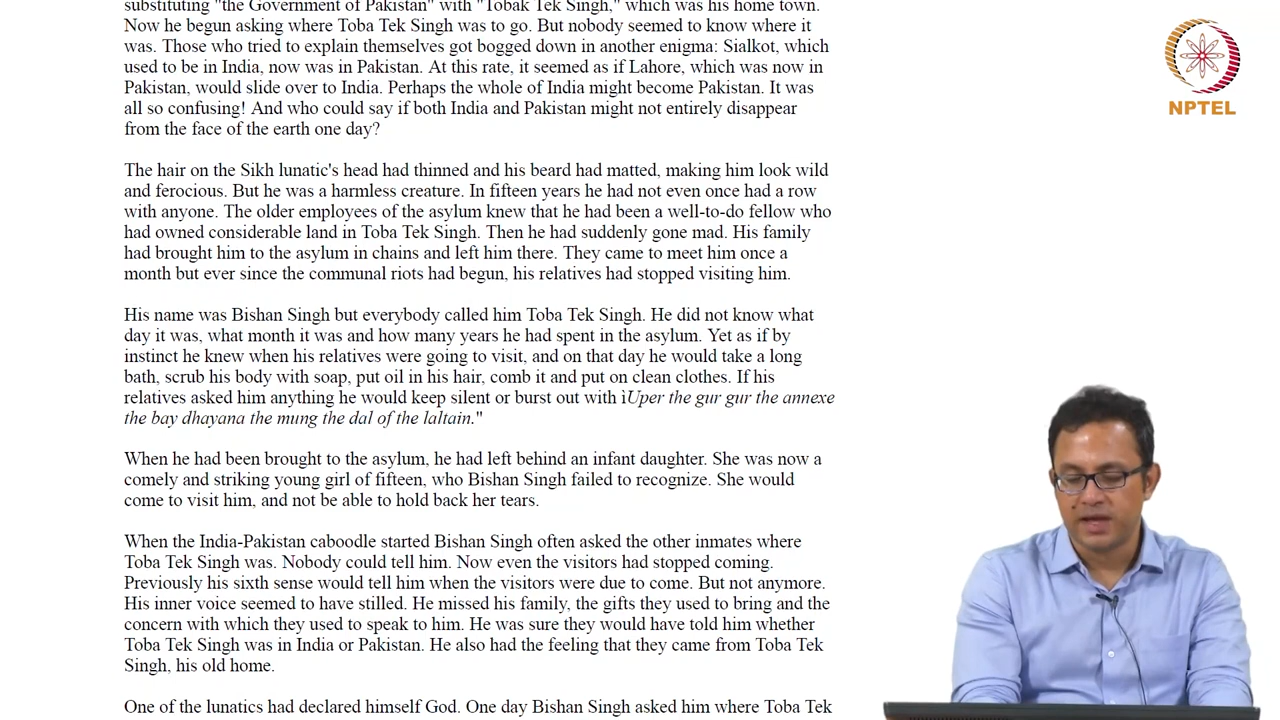 substituting "the Government of Pakistan" with "Tobak Tek Singh," which was his home town.
Now he begun asking where Toba Tek Singh was to go. But nobody seemed to know where it
was. Those who tried to explain themselves got bogged down in another enigma: Sialkot, which
used to be in India, now was in Pakistan. At this rate, it seemed as if Lahore, which was now in
Pakistan, would slide over to India. Perhaps the whole of India might become Pakistan. It was
all so confusing! And who could say if both India and Pakistan might not entirely disappear
from the face of the earth one day?
The hair on the Sikh lunatic's head had thinned and his beard had matted, making him look wild
and ferocious. But he was a harmless creature. In fifteen years he had not even once had a row
with anyone. The older employees of the asylum knew that he had been a well-to-do fellow who
had owned considerable land in Toba Tek Singh. Then he had suddenly gone mad. His family
had brought him to the asylum in chains and left him there. They came to meet him once a
month but ever since the communal riots had begun, his relatives had stopped visiting him.
His name was Bishan Singh but everybody called him Toba Tek Singh. He did not know what
day it was, what month it was and how many years he had spent in the asylum. Yet as if by
instinct he knew when his relatives were going to visit, and on that day he would take a long
bath, scrub his body with soap, put oil in his hair, comb it and put on clean clothes. If his
relatives asked him anything he would keep silent or burst out with ìUper the gur gur the annexe
the bay dhayana the mung the dal of the laltain."
When he had been brought to the asylum, he had left behind an infant daughter. She was now a
comely and striking young girl of fifteen, who Bishan Singh failed to recognize. She would
come to visit him, and not be able to hold back her tears.
When the India-Pakistan caboodle started Bishan Singh often asked the other inmates where
Toba Tek Singh was. Nobody could tell him. Now even the visitors had stopped coming.
Previously his sixth sense would tell him when the visitors were due to come. But not anymore.
His inner voice seemed to have stilled. He missed his family, the gifts they used to bring and the
concern with which they used to speak to him. He was sure they would have told him whether
Toba Tek Singh was in India or Pakistan. He also had the feeling that they came from Toba Tek
Singh, his old home.
One of the lunatics had declared himself God. One day Bishan Singh asked him where Toba Tek
NPTEL